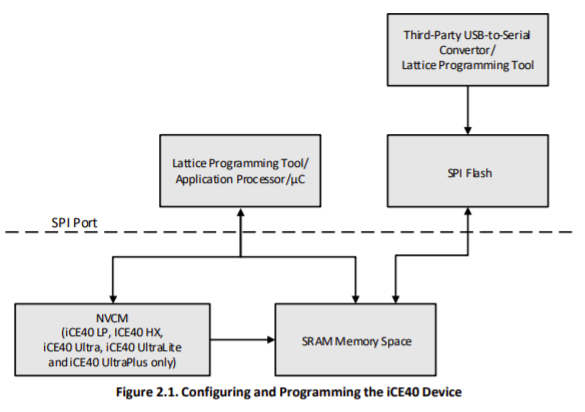 Third-Party USB-to-Serial
Convertor/
Lattice Programming Tool
Lattice Programming Tool/
Application Processor/µC
SPI Flash
SPI Port
NVCM
(iCE40 LP, ICE40 HX,
iCE40 Ultra, iCE40 UltraLite
and iCE40 UltraPlus only)
SRAM Memory Space
Figure 2.1. Configuring and Programming the iCE40 Device